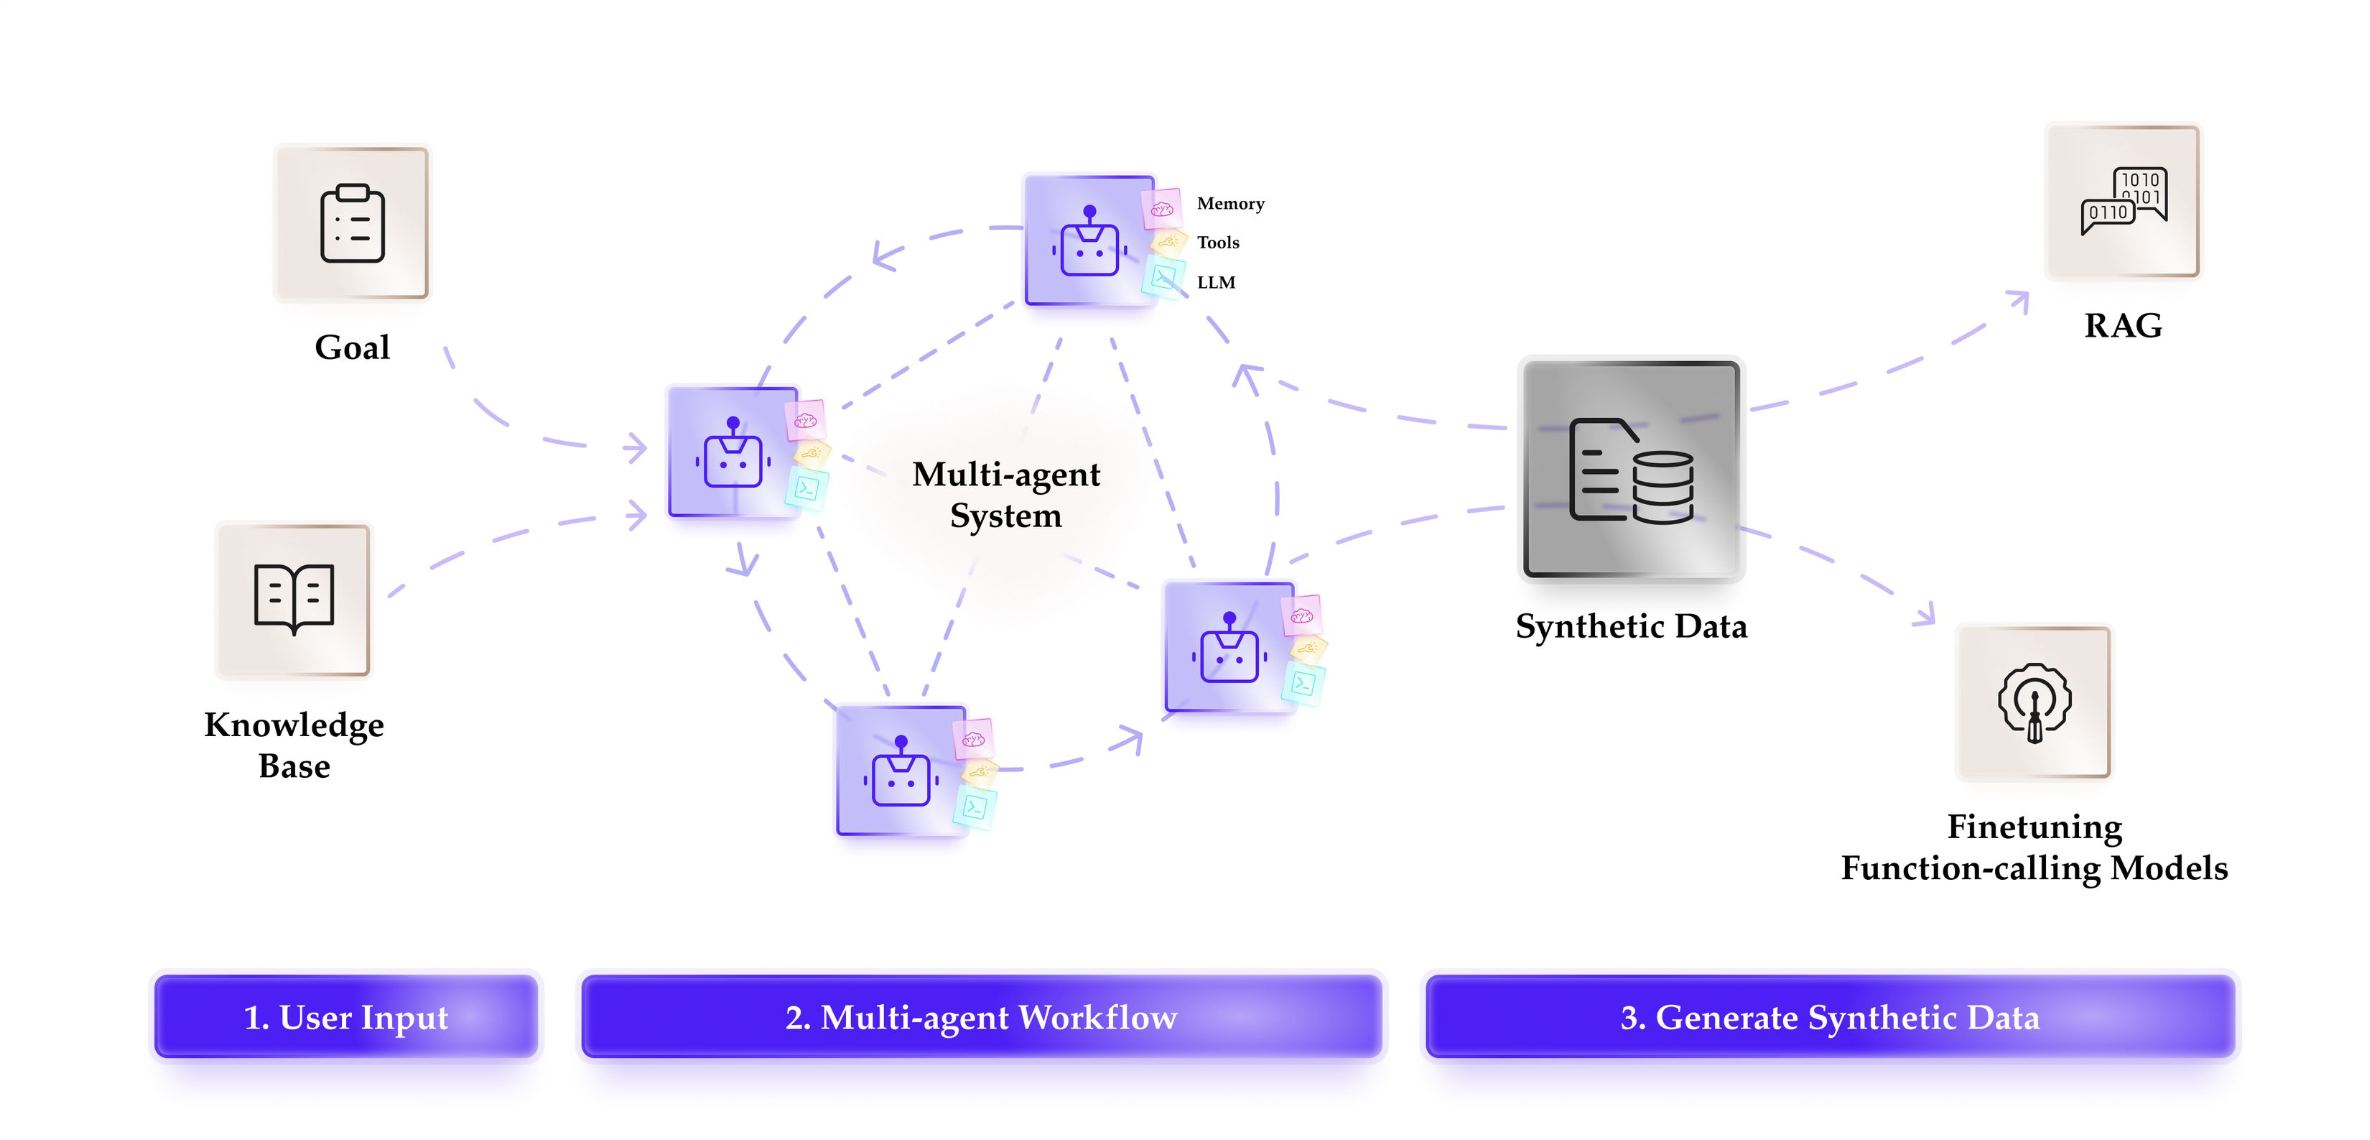 Goal
Knowledge
Base
Memory
Tools
LLM
Multi-agent
System
Synthetic Data
1010
0101
0110
RAG
Finetuning
Function-calling Models
1. User Input
2. Multi-agent Workflow
3. Generate Synthetic Data